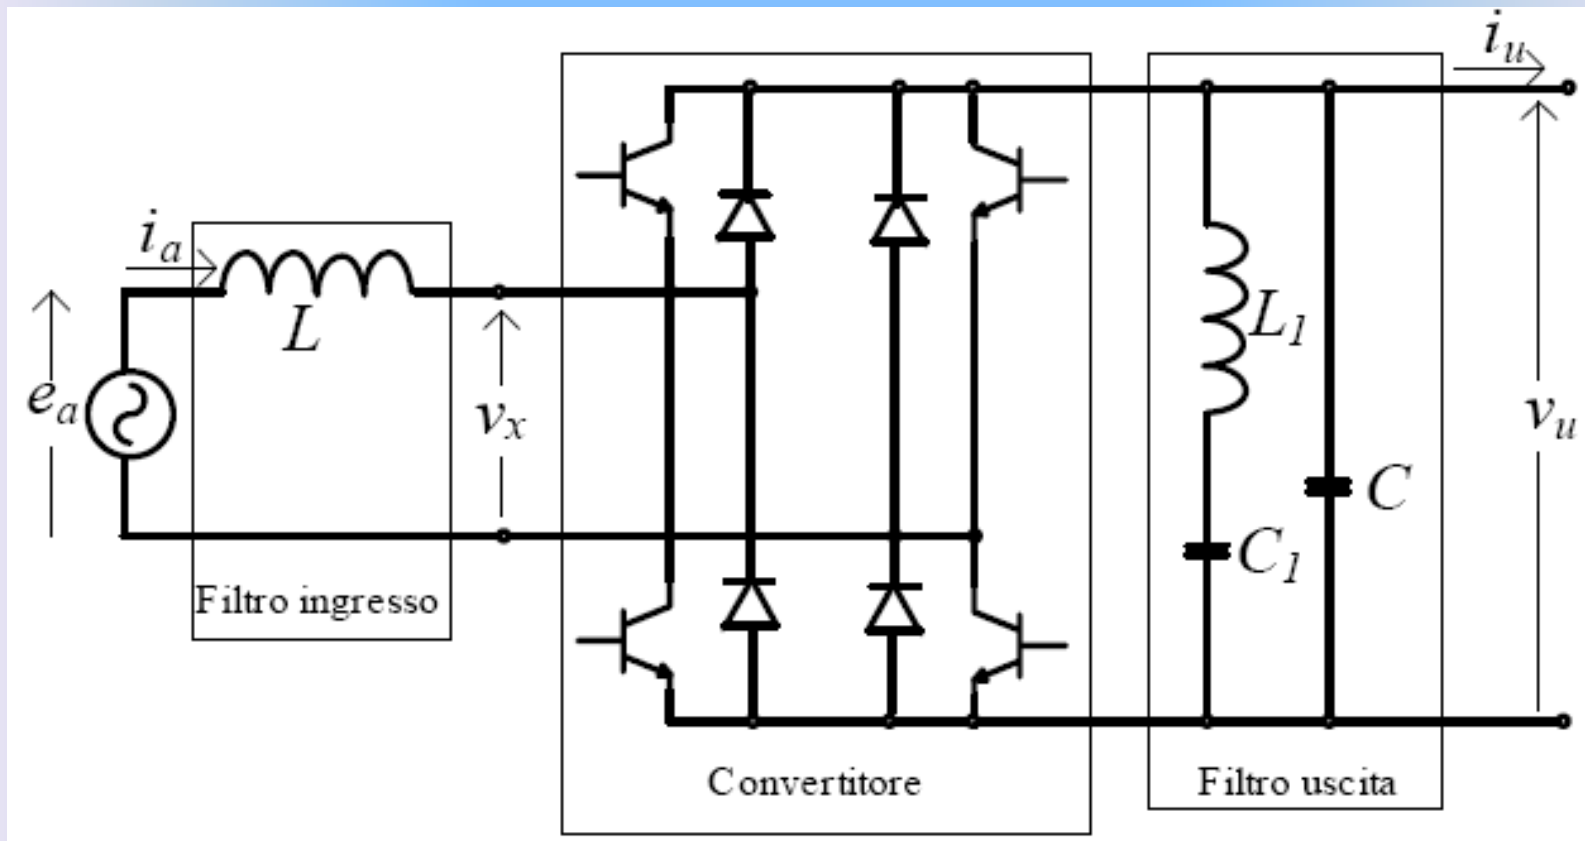 i_u
i_a
L
L_1
e_a
v_x
v_u
C
C_1
Filtro ingresso
Convertitore
Filtro uscita